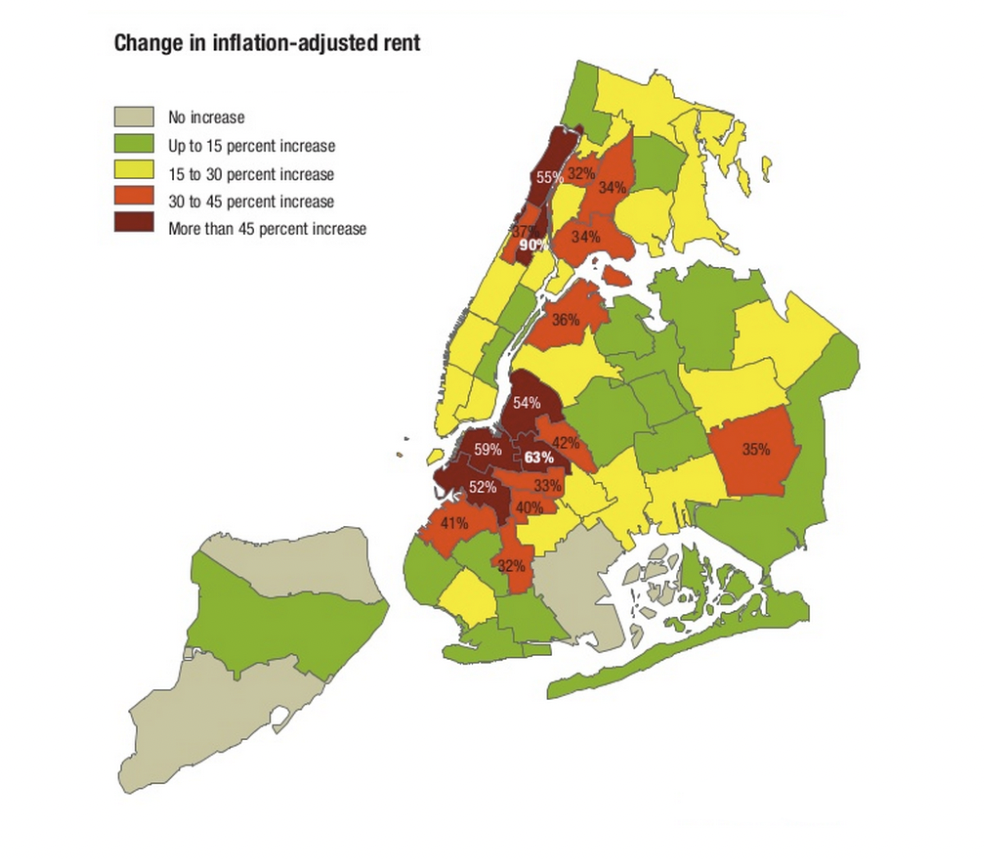 Change in inflation-adjusted rent
No increase
Up to 15 percent increase
15 to 30 percent increase
30 to 45 percent increase
More than 45 percent increase
55%
32%
34%
37%
90%
34%
36%
54%
42%
59%
63%
35%
52%
33%
40%
41%
32%